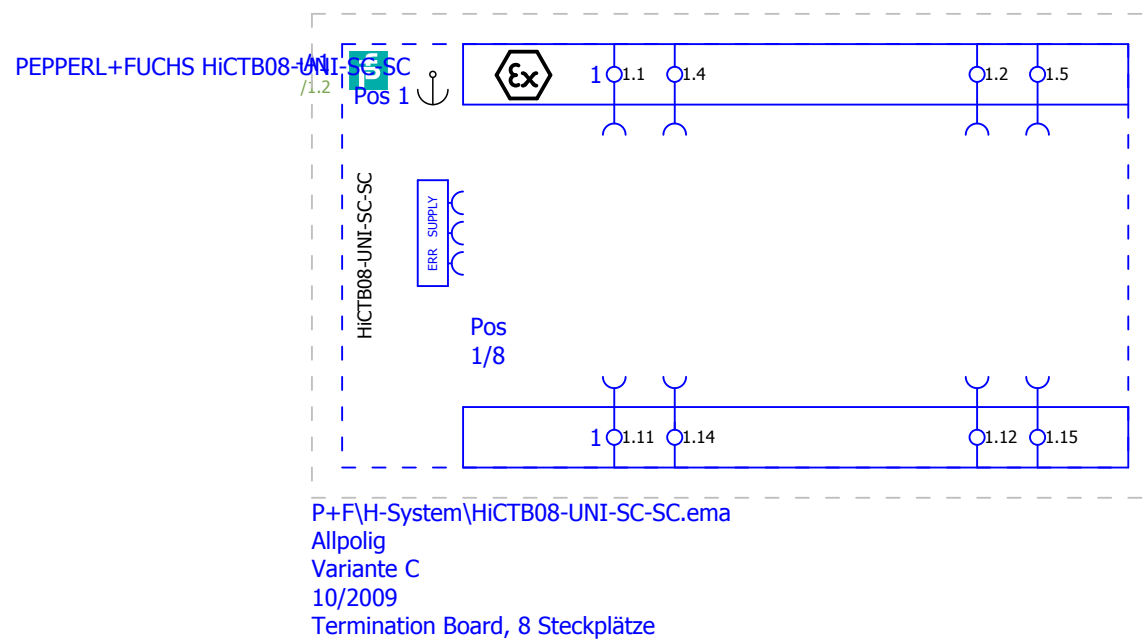 PEPPERL+FUCHS HiCTB08-UNI-SC-SC
/1.2
Pos 1
Ex
1 1.1 1.4 1.2 1.5
HiCTB08-UNI-SC-SC
ERR SUPPLY
Pos
1/8
1 1.11 1.14 1.12 1.15
P+F\H-System\HiCTB08-UNI-SC-SC.ema
Allpolig
Variante C
10/2009
Termination Board, 8 Steckplätze